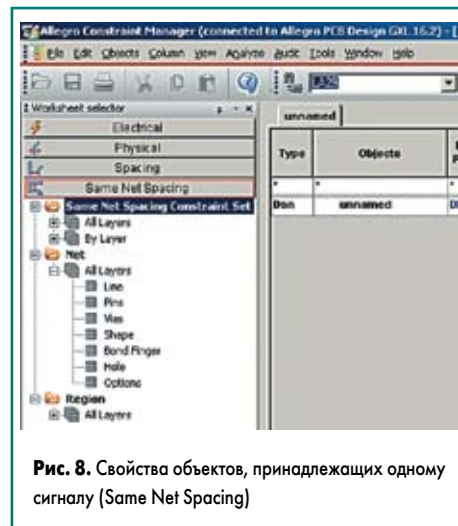 Allegro Constraint Manager (connected to Allegro PCB Design GXL 16.2) - [
File Edit Objects Column View Analyze Audit Tools Window Help
Worksheet selector
Electrical
Physical
Spacing
Same Net Spacing
Same Net Spacing Constraint Set
All Layers
By Layer
Net
All Layers
Line
Pins
Vias
Shape
Bond Finger
Hole
Options
Region
All Layers
unnamed
Type Objects
* * *
Dsn unnamed
Рис. 8. Свойства объектов, принадлежащих одному
сигналу (Same Net Spacing)